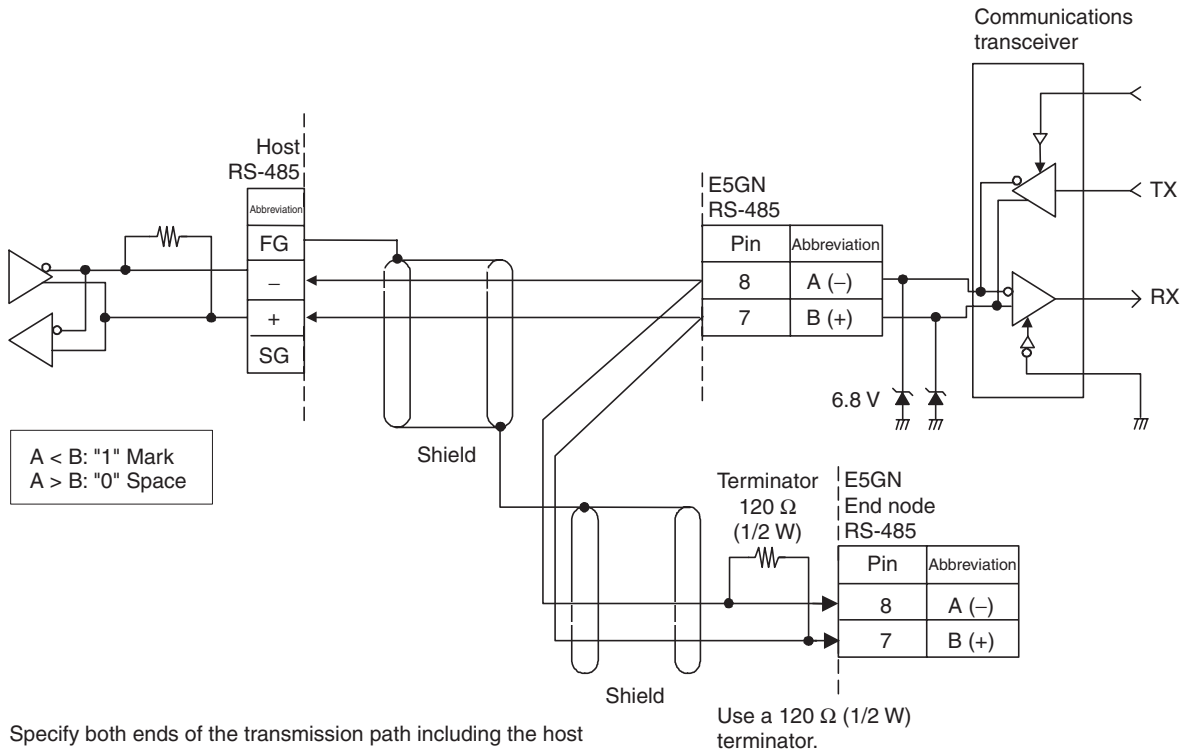 Communications
transceiver
Host
RS-485
Abbreviation
FG
−
+
SG
E5GN
RS-485
Pin Abbreviation
8 A (−)
7 B (+)
TX
RX
6.8 V
A < B: "1" Mark
A > B: "0" Space
Shield
Terminator
120 Ω
(1/2 W)
E5GN
End node
RS-485
Pin Abbreviation
8 A (−)
7 B (+)
Shield
Use a 120 Ω (1/2 W)
terminator.
Specify both ends of the transmission path including the host